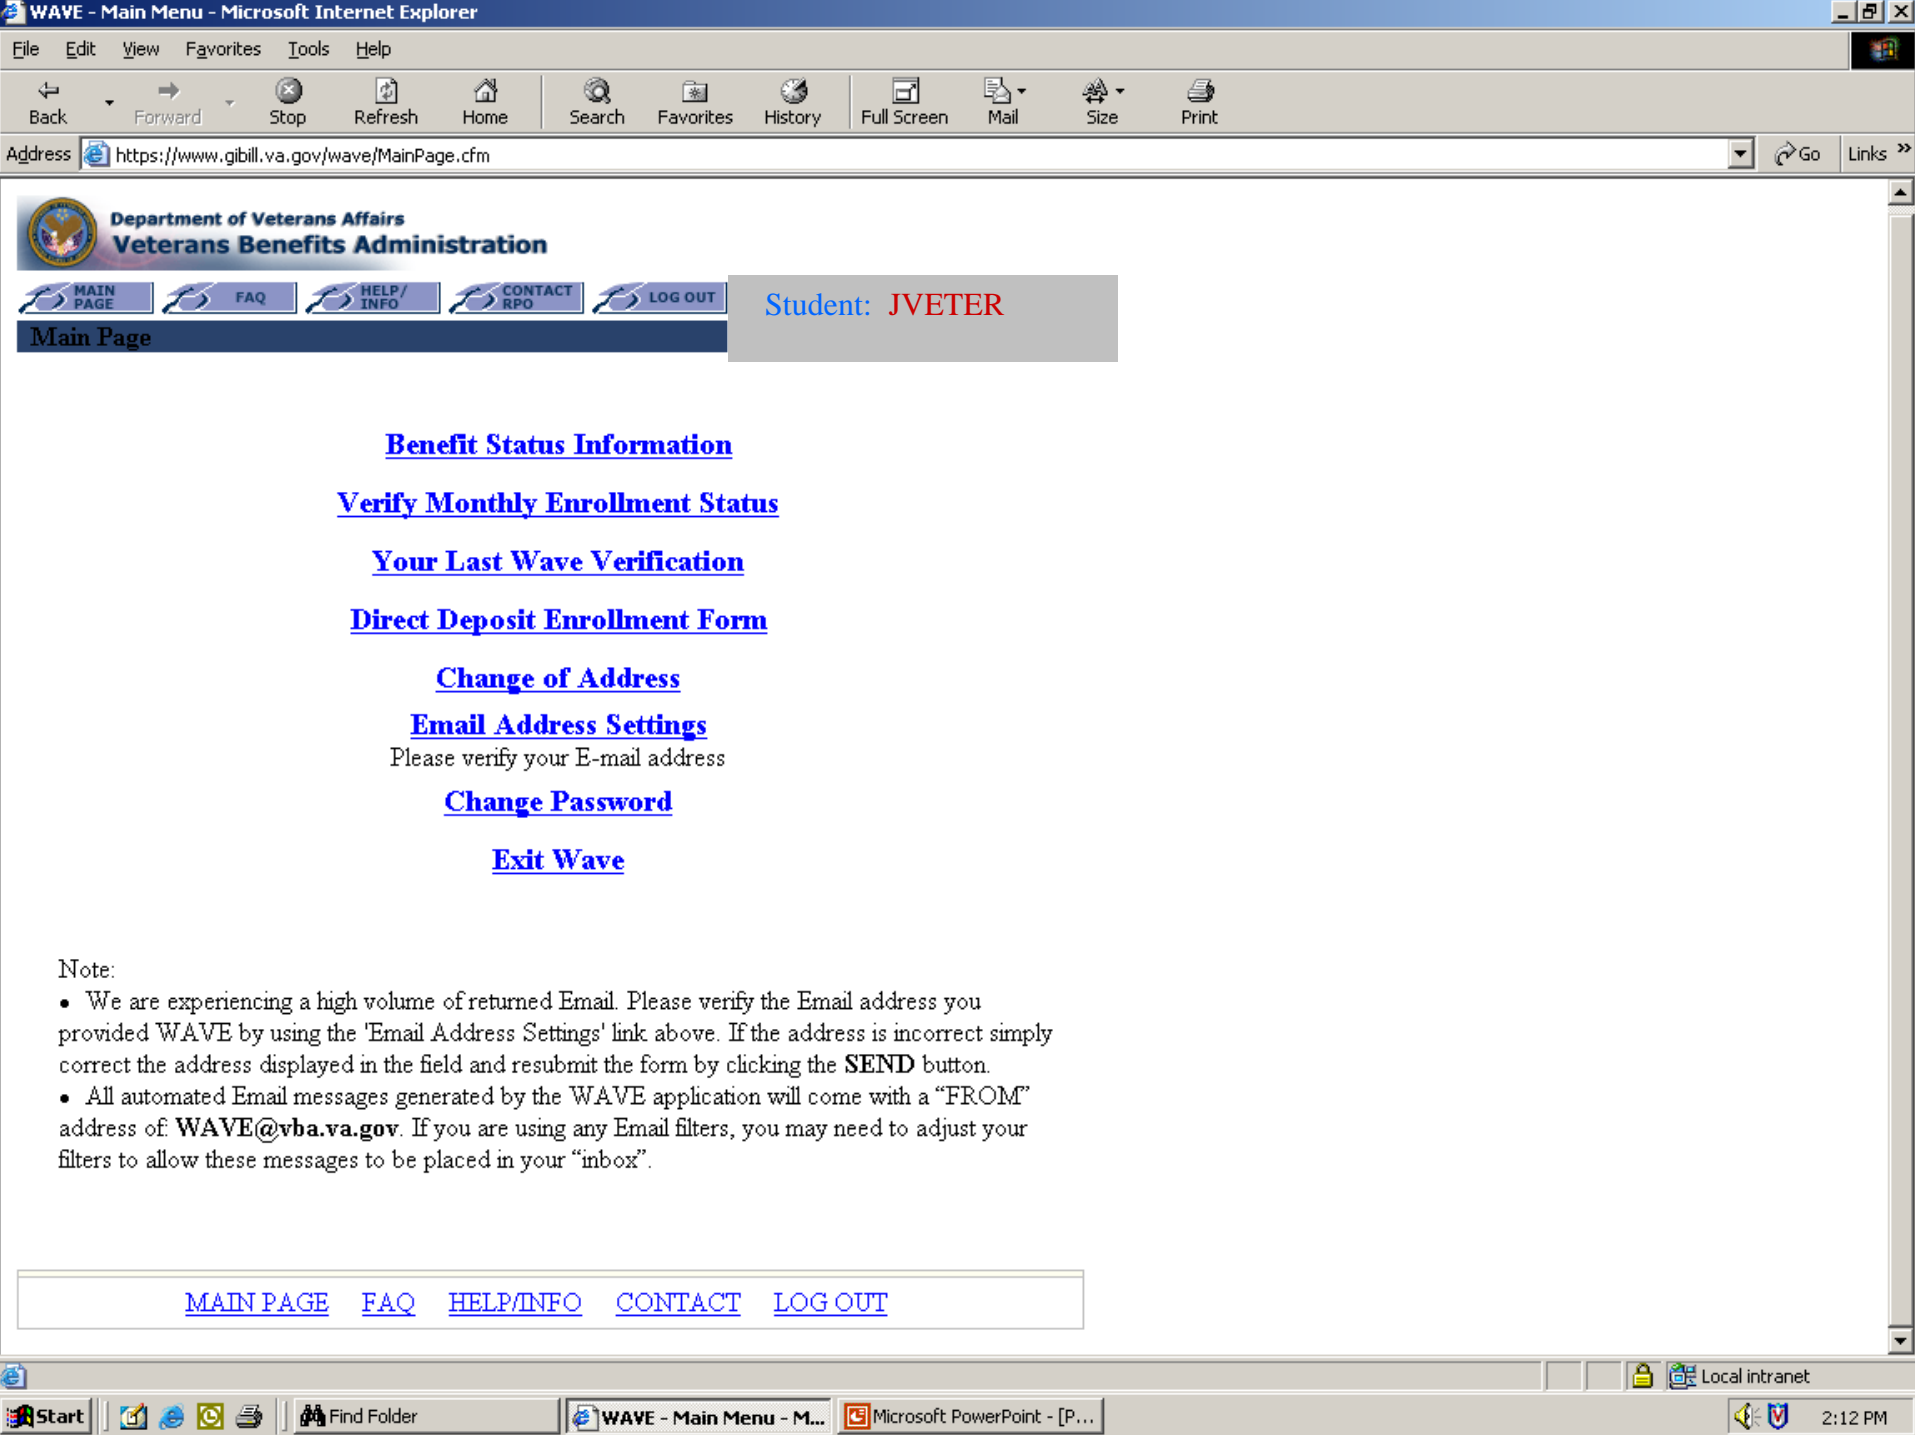 WAVE - Main Menu - Microsoft Internet Explorer
File Edit View Favorites Tools Help
Back Forward Stop Refresh Home Search Favorites History Full Screen Mail Size Print
Address https://www.gibill.va.gov/wave/MainPage.cfm Go Links »
Department of Veterans Affairs
Veterans Benefits Administration
MAIN PAGE FAQ HELP/INFO CONTACT RPO LOG OUT
Student: JVETER
Main Page
Benefit Status Information
Verify Monthly Enrollment Status
Your Last Wave Verification
Direct Deposit Enrollment Form
Change of Address
Email Address Settings
Please verify your E-mail address
Change Password
Exit Wave
Note:
• We are experiencing a high volume of returned Email. Please verify the Email address you
provided WAVE by using the 'Email Address Settings' link above. If the address is incorrect simply
correct the address displayed in the field and resubmit the form by clicking the SEND button.
• All automated Email messages generated by the WAVE application will come with a “FROM”
address of: WAVE@vba.va.gov. If you are using any Email filters, you may need to adjust your
filters to allow these messages to be placed in your “inbox”.
MAIN PAGE FAQ HELP/INFO CONTACT LOG OUT
Local intranet
Start Find Folder WAVE - Main Menu - M... Microsoft PowerPoint - [P... 2:12 PM